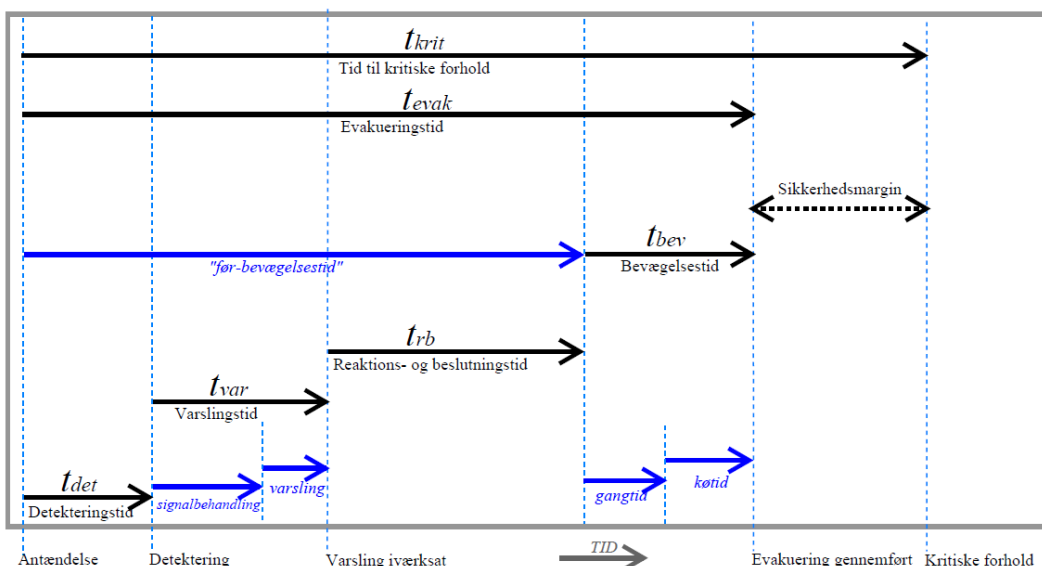 tkrit
Tid til kritiske forhold
tevak
Evakueringstid
Sikkerhedsmargin
tbev
"før-bevægelsestid"
Bevægelsestid
trb
Reaktions- og beslutningstid
tvar
Varslingstid
varsling
køtid
tdet
signalbehandling
gangtid
Detekteringstid
TID
Antændelse
Detektering
Varsling iværksat
Evakuering gennemført
Kritiske forhold